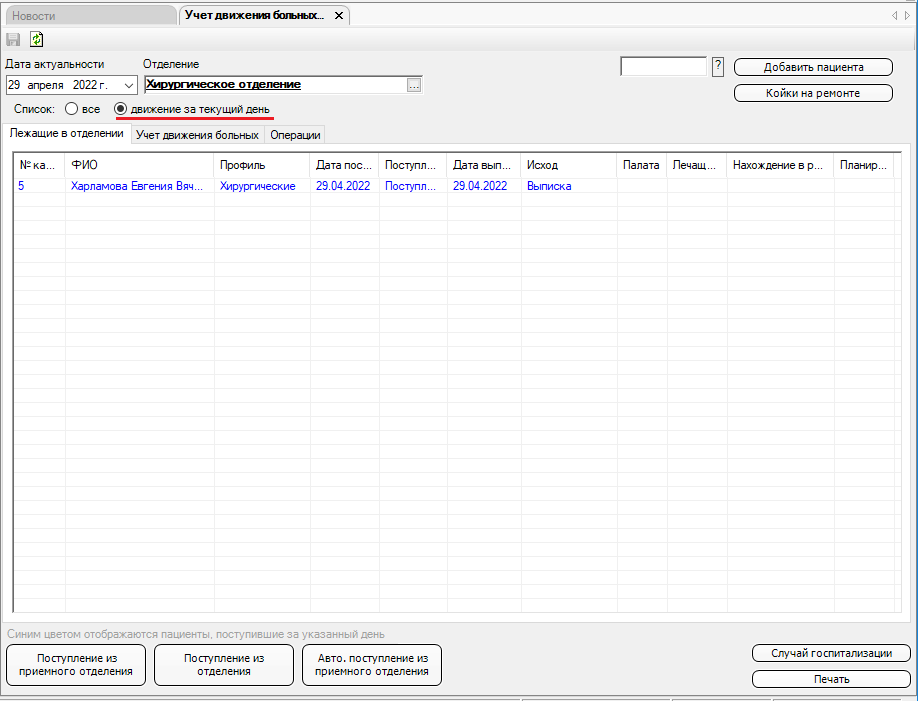 Новости
Учет движения больных...
Дата актуальности
Отделение
29 апреля 2022 г.
Хирургическое отделение
...
?
Добавить пациента
Койки на ремонте
Список: все движение за текущий день
Лежащие в отделении Учет движения больных Операции
№ ка... ФИО Профиль Дата пос... Поступл... Дата вып... Исход Палата Лечащ... Нахождение в р... Планир...
5 Харламова Евгения Вяч... Хирургические 29.04.2022 Поступл... 29.04.2022 Выписка
Синим цветом отображаются пациенты, поступившие за указанный день
Поступление из
приемного отделения
Поступление из
отделения
Авто. поступление из
приемного отделения
Случай госпитализации
Печать